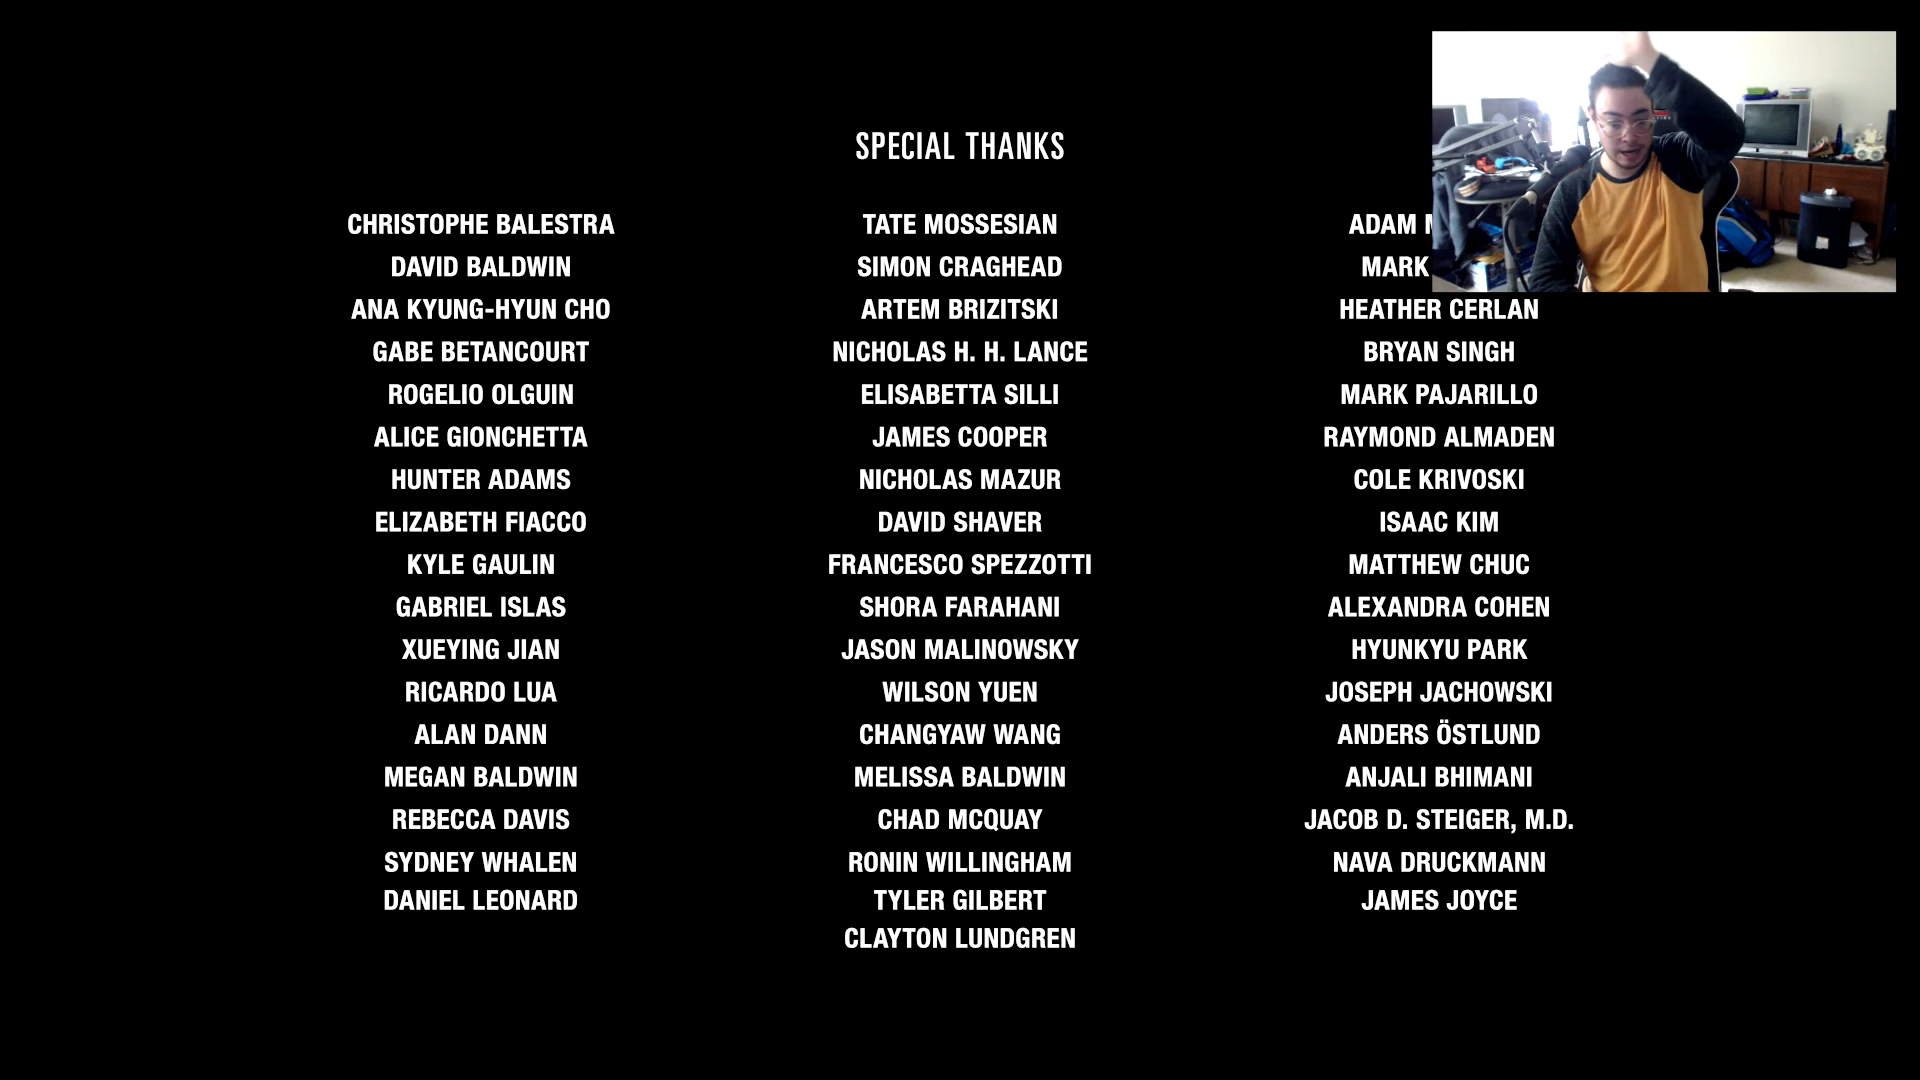 SPECIAL THANKS
CHRISTOPHE BALESTRA TATE MOSSESIAN ADAM
DAVID BALDWIN SIMON CRAGHEAD MARK
ANA KYUNG-HYUN CHO ARTEM BRIZITSKI HEATHER CERLAN
GABE BETANCOURT NICHOLAS H. H. LANCE BRYAN SINGH
ROGELIO OLGUIN ELISABETTA SILLI MARK PAJARILLO
ALICE GIONCHETTA JAMES COOPER RAYMOND ALMADEN
HUNTER ADAMS NICHOLAS MAZUR COLE KRIVOSKI
ELIZABETH FIACCO DAVID SHAVER ISAAC KIM
KYLE GAULIN FRANCESCO SPEZZOTTI MATTHEW CHUC
GABRIEL ISLAS SHORA FARAHANI ALEXANDRA COHEN
XUEYING JIAN JASON MALINOWSKY HYUNKYU PARK
RICARDO LUA WILSON YUEN JOSEPH JACHOWSKI
ALAN DANN CHANGYAW WANG ANDERS ÖSTLUND
MEGAN BALDWIN MELISSA BALDWIN ANJALI BHIMANI
REBECCA DAVIS CHAD MCQUAY JACOB D. STEIGER, M.D.
SYDNEY WHALEN RONIN WILLINGHAM NAVA DRUCKMANN
DANIEL LEONARD TYLER GILBERT JAMES JOYCE
CLAYTON LUNDGREN